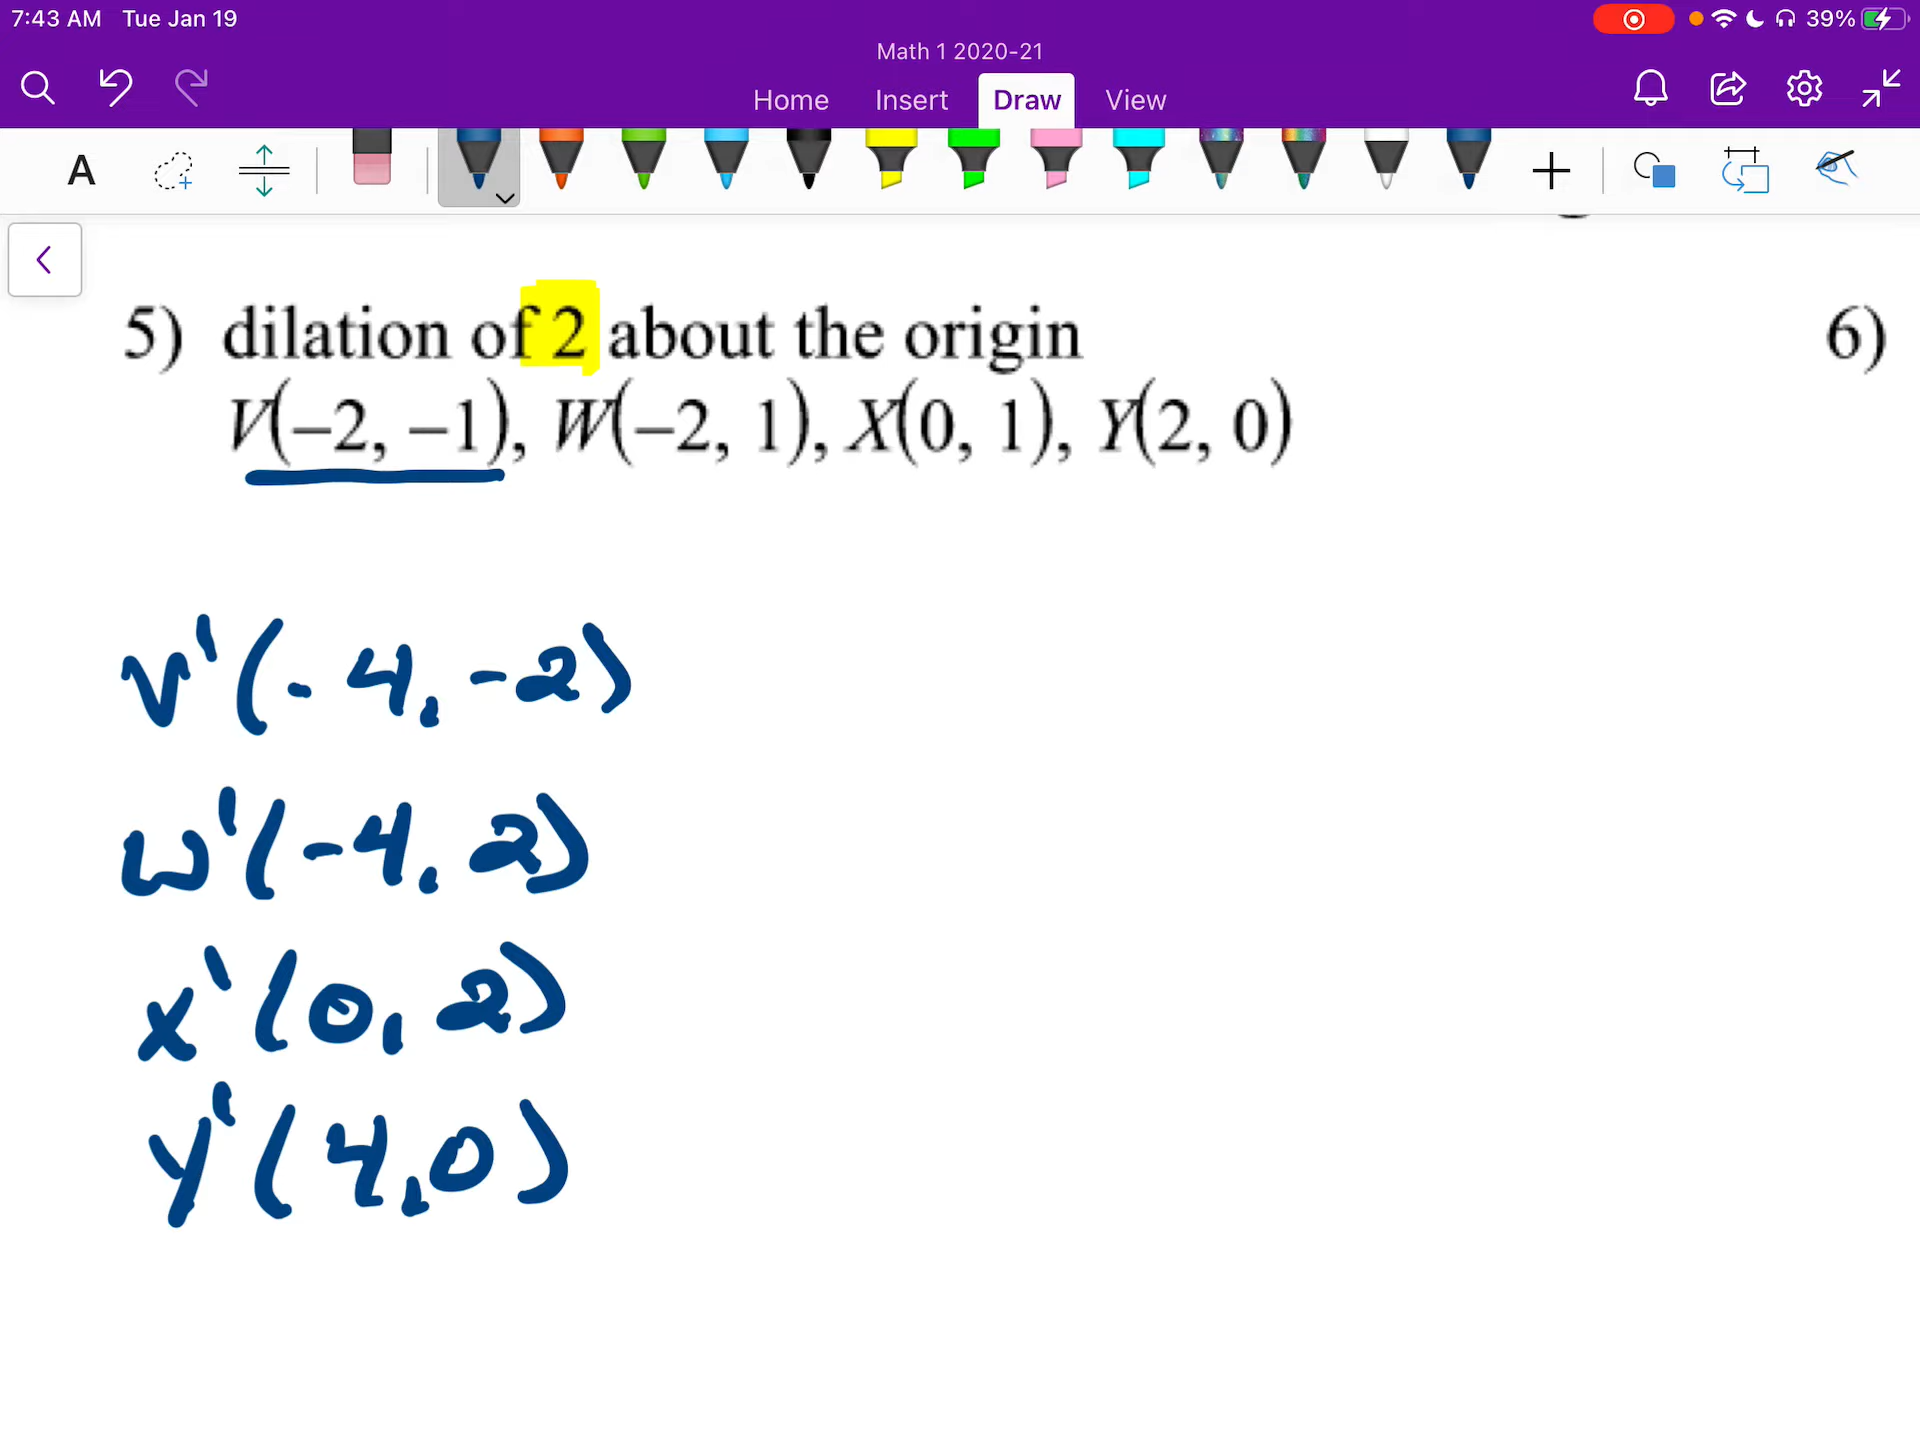 7:43 AM Tue Jan 19 39%
Math 1 2020-21
Home Insert Draw View
A
5) dilation of 2 about the origin 6)
V(–2, –1), W(–2, 1), X(0, 1), Y(2, 0)
V'(-4,-2)
W'(-4,2)
X'(0,2)
Y'(4,0)